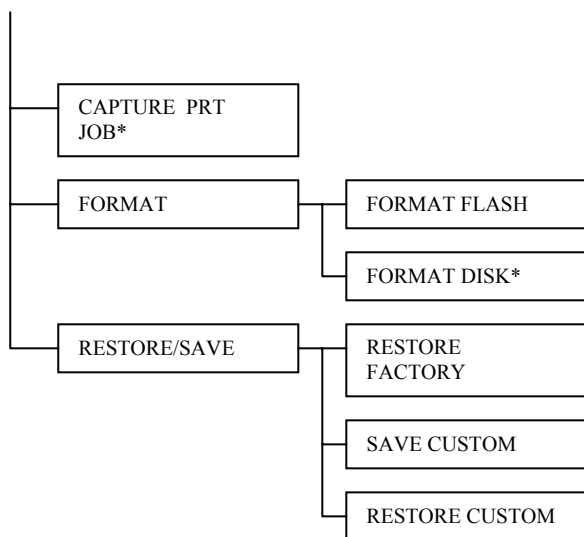 CAPTURE PRT
JOB*
FORMAT
FORMAT FLASH
FORMAT DISK*
RESTORE/SAVE
RESTORE
FACTORY
SAVE CUSTOM
RESTORE CUSTOM